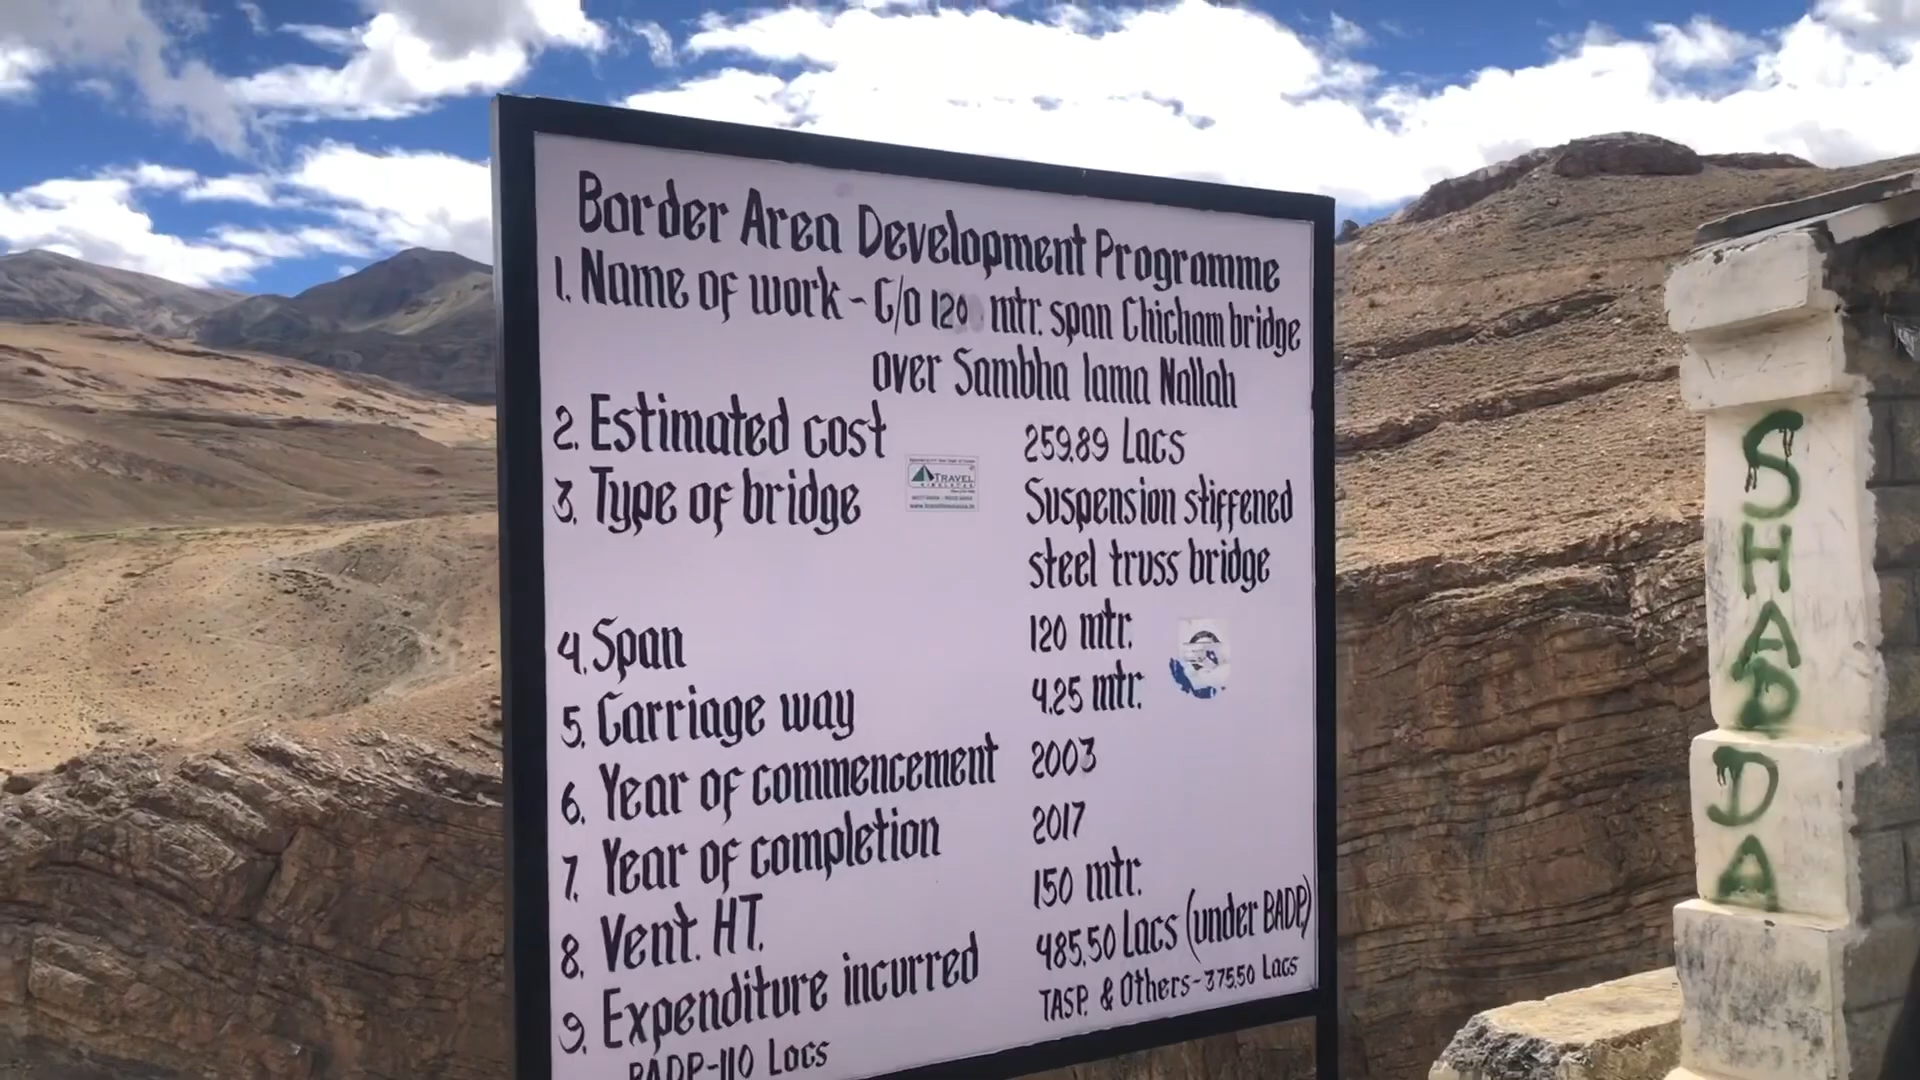 Border Area Development Programme
1. Name of work - C/o 120 mtr. span Chicham bridge
over Sambha lama Nallah
2. Estimated cost 259.89 Lacs
3. Type of bridge Suspension stiffened
steel truss bridge
4. Span 120 mtr.
5. Carriage way 4.25 mtr.
6. Year of commencement 2003
7. Year of completion 2017
8. Vent. HT. 150 mtr.
9. Expenditure incurred 485.50 Lacs (under BADP)
BADP-110 Lacs TASP. & Others-375.50 Lacs
TRAVEL
SHABD
DA